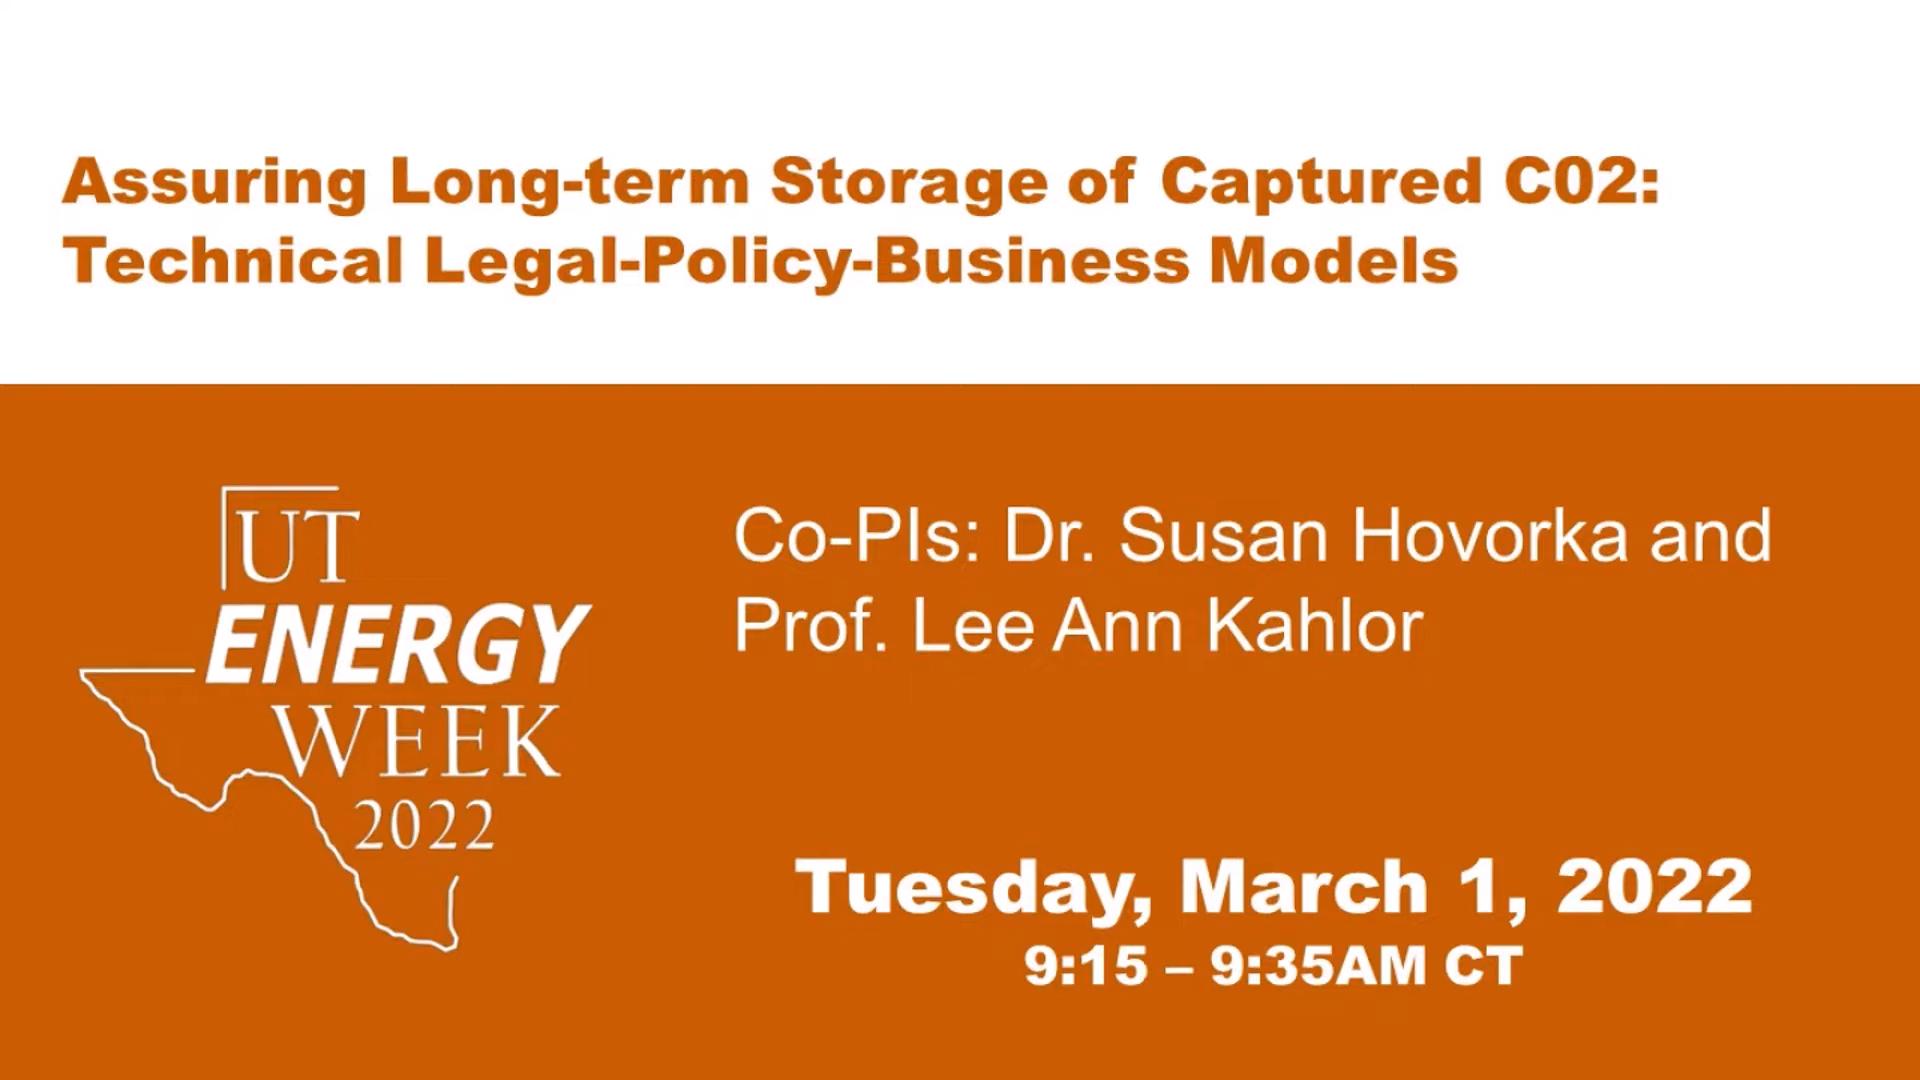 Assuring Long-term Storage of Captured C02:
Technical Legal-Policy-Business Models
UT
ENERGY
WEEK
2022
Co-PIs: Dr. Susan Hovorka and
Prof. Lee Ann Kahlor
Tuesday, March 1, 2022
9:15 – 9:35AM CT